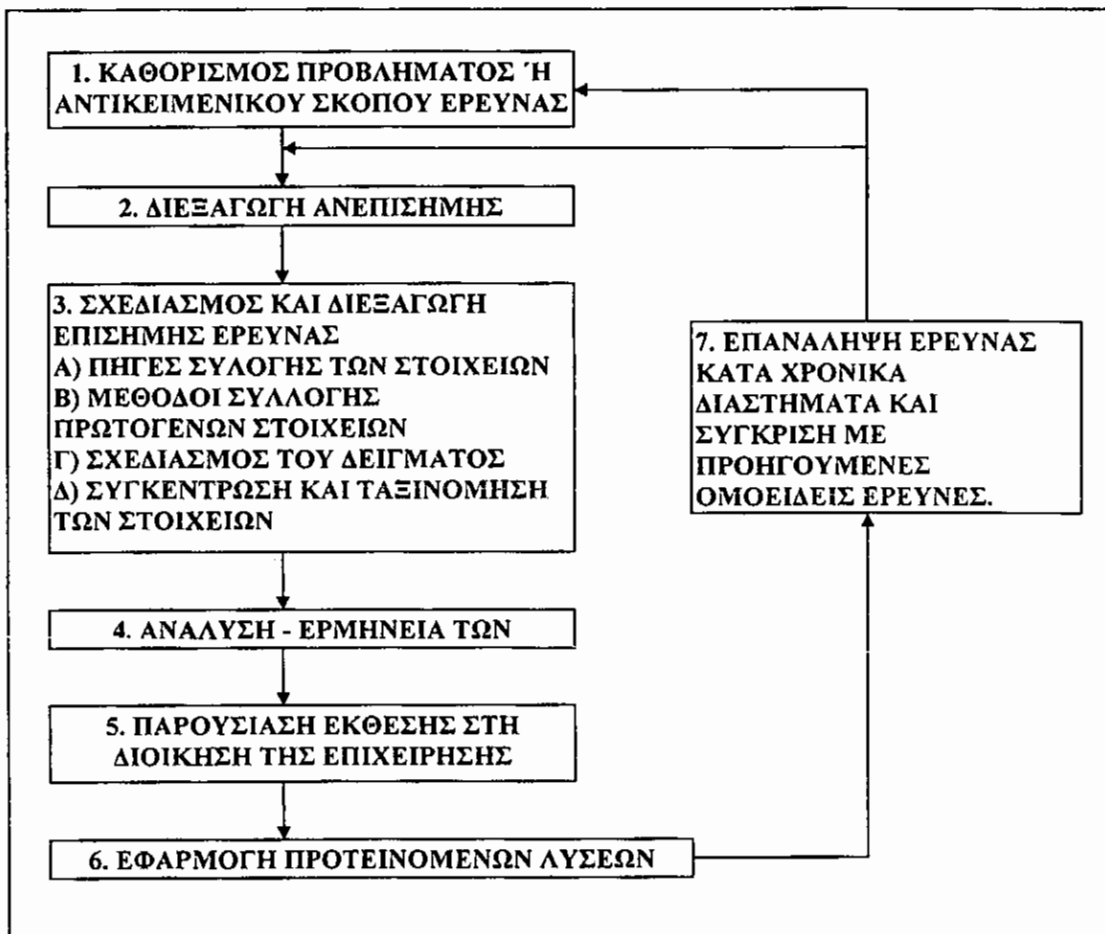 1. ΚΑΘΟΡΙΣΜΟΣ ΠΡΟΒΛΗΜΑΤΟΣ Ή
ΑΝΤΙΚΕΙΜΕΝΙΚΟΥ ΣΚΟΠΟΥ ΕΡΕΥΝΑΣ
2. ΔΙΕΞΑΓΩΓΗ ΑΝΕΠΙΣΗΜΗΣ
3. ΣΧΕΔΙΑΣΜΟΣ ΚΑΙ ΔΙΕΞΑΓΩΓΗ
ΕΠΙΣΗΜΗΣ ΕΡΕΥΝΑΣ
Α) ΠΗΓΕΣ ΣΥΛΟΓΗΣ ΤΩΝ ΣΤΟΙΧΕΙΩΝ
Β) ΜΕΘΟΔΟΙ ΣΥΛΛΟΓΗΣ
ΠΡΩΤΟΓΕΝΩΝ ΣΤΟΙΧΕΙΩΝ
Γ) ΣΧΕΔΙΑΣΜΟΣ ΤΟΥ ΔΕΙΓΜΑΤΟΣ
Δ) ΣΥΓΚΕΝΤΡΩΣΗ ΚΑΙ ΤΑΞΙΝΟΜΗΣΗ
ΤΩΝ ΣΤΟΙΧΕΙΩΝ
4. ΑΝΑΛΥΣΗ - ΕΡΜΗΝΕΙΑ ΤΩΝ
5. ΠΑΡΟΥΣΙΑΣΗ ΕΚΘΕΣΗΣ ΣΤΗ
ΔΙΟΙΚΗΣΗ ΤΗΣ ΕΠΙΧΕΙΡΗΣΗΣ
6. ΕΦΑΡΜΟΓΗ ΠΡΟΤΕΙΝΟΜΕΝΩΝ ΛΥΣΕΩΝ
7. ΕΠΑΝΑΛΗΨΗ ΕΡΕΥΝΑΣ
ΚΑΤΑ ΧΡΟΝΙΚΑ
ΔΙΑΣΤΗΜΑΤΑ ΚΑΙ
ΣΥΓΚΡΙΣΗ ΜΕ
ΠΡΟΗΓΟΥΜΕΝΕΣ
ΟΜΟΕΙΔΕΙΣ ΕΡΕΥΝΕΣ.